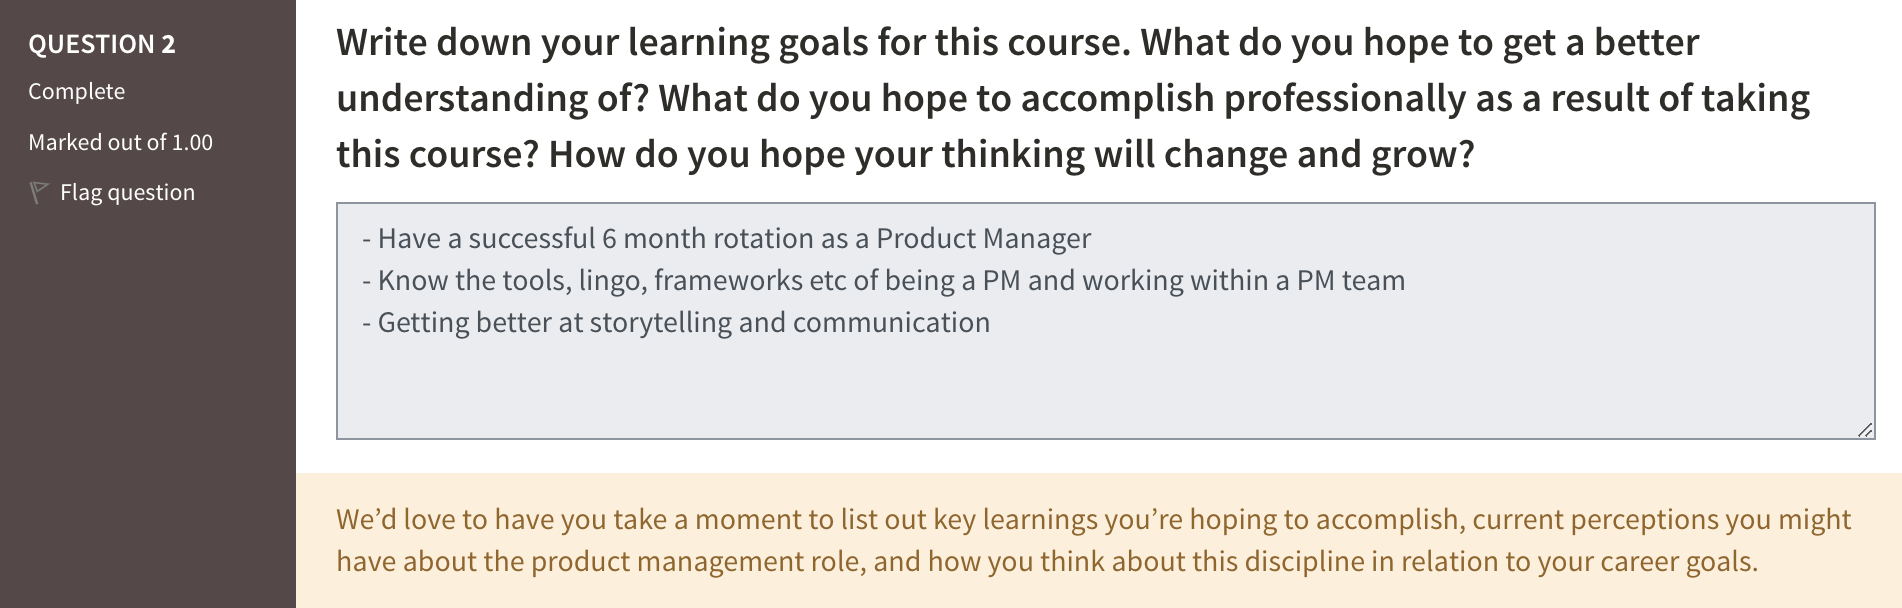 QUESTION 2
Complete
Marked out of 1.00
Flag question
Write down your learning goals for this course. What do you hope to get a better
understanding of? What do you hope to accomplish professionally as a result of taking
this course? How do you hope your thinking will change and grow?
- Have a successful 6 month rotation as a Product Manager
- Know the tools, lingo, frameworks etc of being a PM and working within a PM team
- Getting better at storytelling and communication
We’d love to have you take a moment to list out key learnings you’re hoping to accomplish, current perceptions you might
have about the product management role, and how you think about this discipline in relation to your career goals.